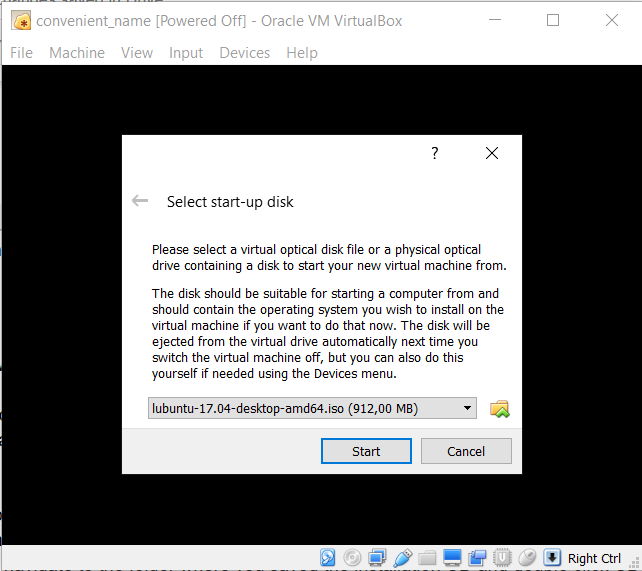 convenient_name [Powered Off] - Oracle VM VirtualBox
File Machine View Input Devices Help
?
Select start-up disk
Please select a virtual optical disk file or a physical optical
drive containing a disk to start your new virtual machine from.
The disk should be suitable for starting a computer from and
should contain the operating system you wish to install on the
virtual machine if you want to do that now. The disk will be
ejected from the virtual drive automatically next time you
switch the virtual machine off, but you can also do this
yourself if needed using the Devices menu.
lubuntu-17.04-desktop-amd64.iso (912,00 MB)
Start Cancel
Right Ctrl